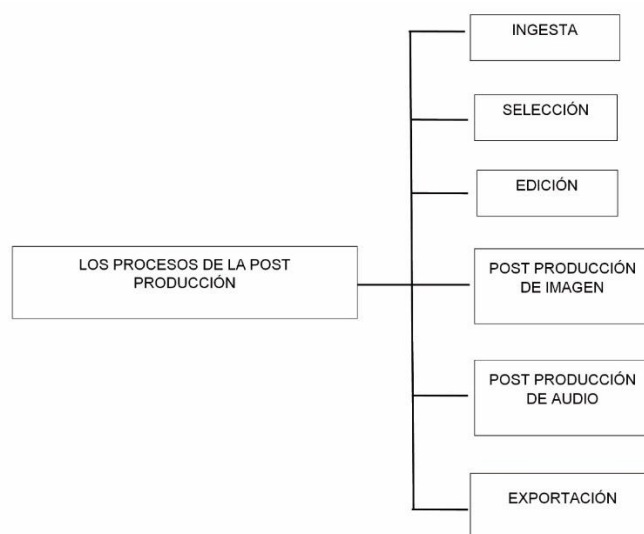 INGESTA
SELECCIÓN
EDICIÓN
LOS PROCESOS DE LA POST
PRODUCCIÓN
POST PRODUCCIÓN
DE IMAGEN
POST PRODUCCIÓN
DE AUDIO
EXPORTACIÓN